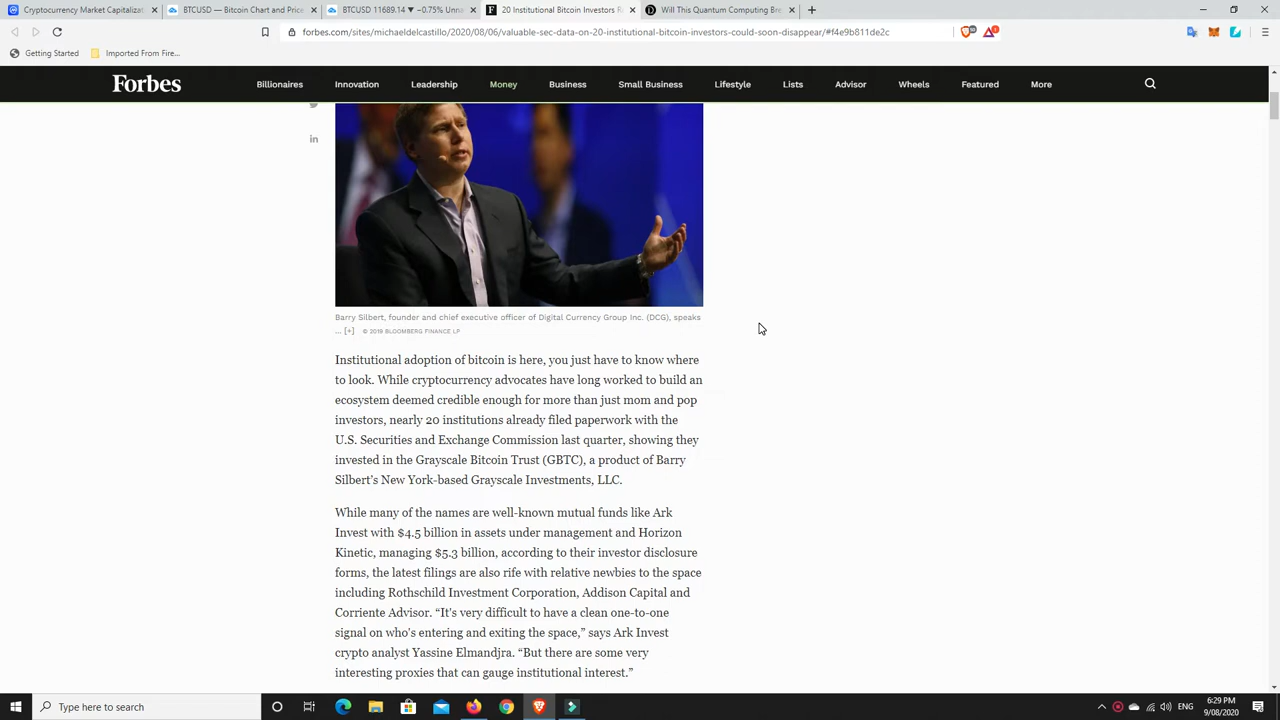 Cryptocurrency Market Capitalizat
BTCUSD — Bitcoin Chart and Price
BTCUSD 11689.14 ▼ −0.75% Unna
20 Institutional Bitcoin Investors R
Will This Quantum Computing Bre
forbes.com/sites/michaeldelcastillo/2020/08/06/valuable-sec-data-on-20-institutional-bitcoin-investors-could-soon-disappear/#f4e9b811de2c
Getting Started
Imported From Fire
Forbes
Billionaires
Innovation
Leadership
Money
Business
Small Business
Lifestyle
Lists
Advisor
Wheels
Featured
More
in
Barry Silbert, founder and chief executive officer of Digital Currency Group Inc. (DCG), speaks
... [+] © 2019 BLOOMBERG FINANCE LP
Institutional adoption of bitcoin is here, you just have to know where
to look. While cryptocurrency advocates have long worked to build an
ecosystem deemed credible enough for more than just mom and pop
investors, nearly 20 institutions already filed paperwork with the
U.S. Securities and Exchange Commission last quarter, showing they
invested in the Grayscale Bitcoin Trust (GBTC), a product of Barry
Silbert's New York-based Grayscale Investments, LLC.
While many of the names are well-known mutual funds like Ark
Invest with $4.5 billion in assets under management and Horizon
Kinetic, managing $5.3 billion, according to their investor disclosure
forms, the latest filings are also rife with relative newbies to the space
including Rothschild Investment Corporation, Addison Capital and
Corriente Advisor. “It's very difficult to have a clean one-to-one
signal on who's entering and exiting the space,” says Ark Invest
crypto analyst Yassine Elmandjra. “But there are some very
interesting proxies that can gauge institutional interest.”
Type here to search
ENG
6:29 PM
9/08/2020